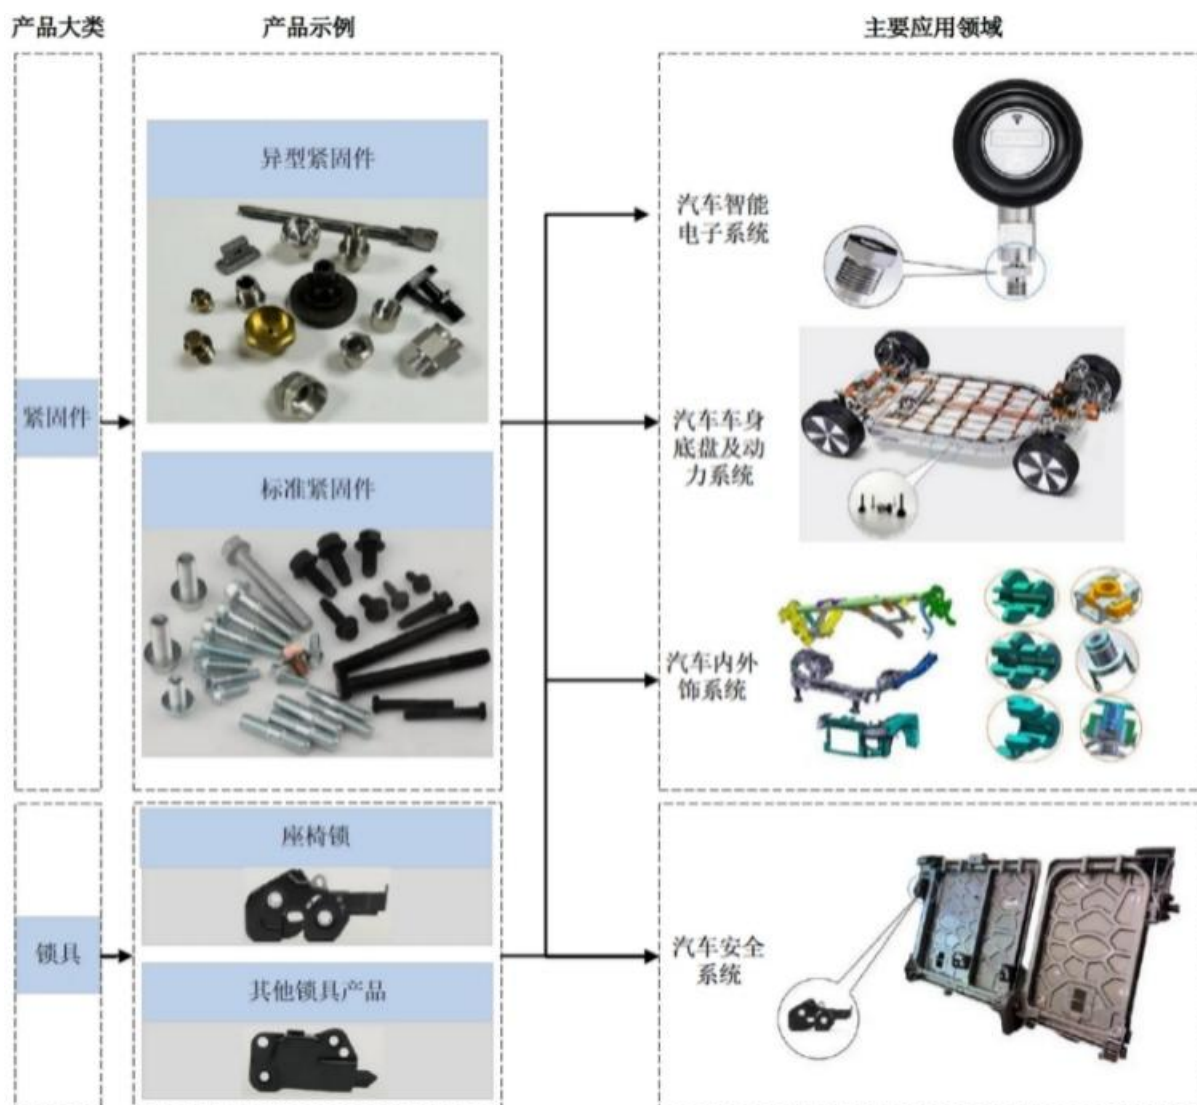 产品大类
产品示例
主要应用领域
紧固件
异型紧固件
标准紧固件
汽车智能
电子系统
汽车车身
底盘及动
力系统
汽车内外
饰系统
锁具
座椅锁
其他锁具产品
汽车安全
系统